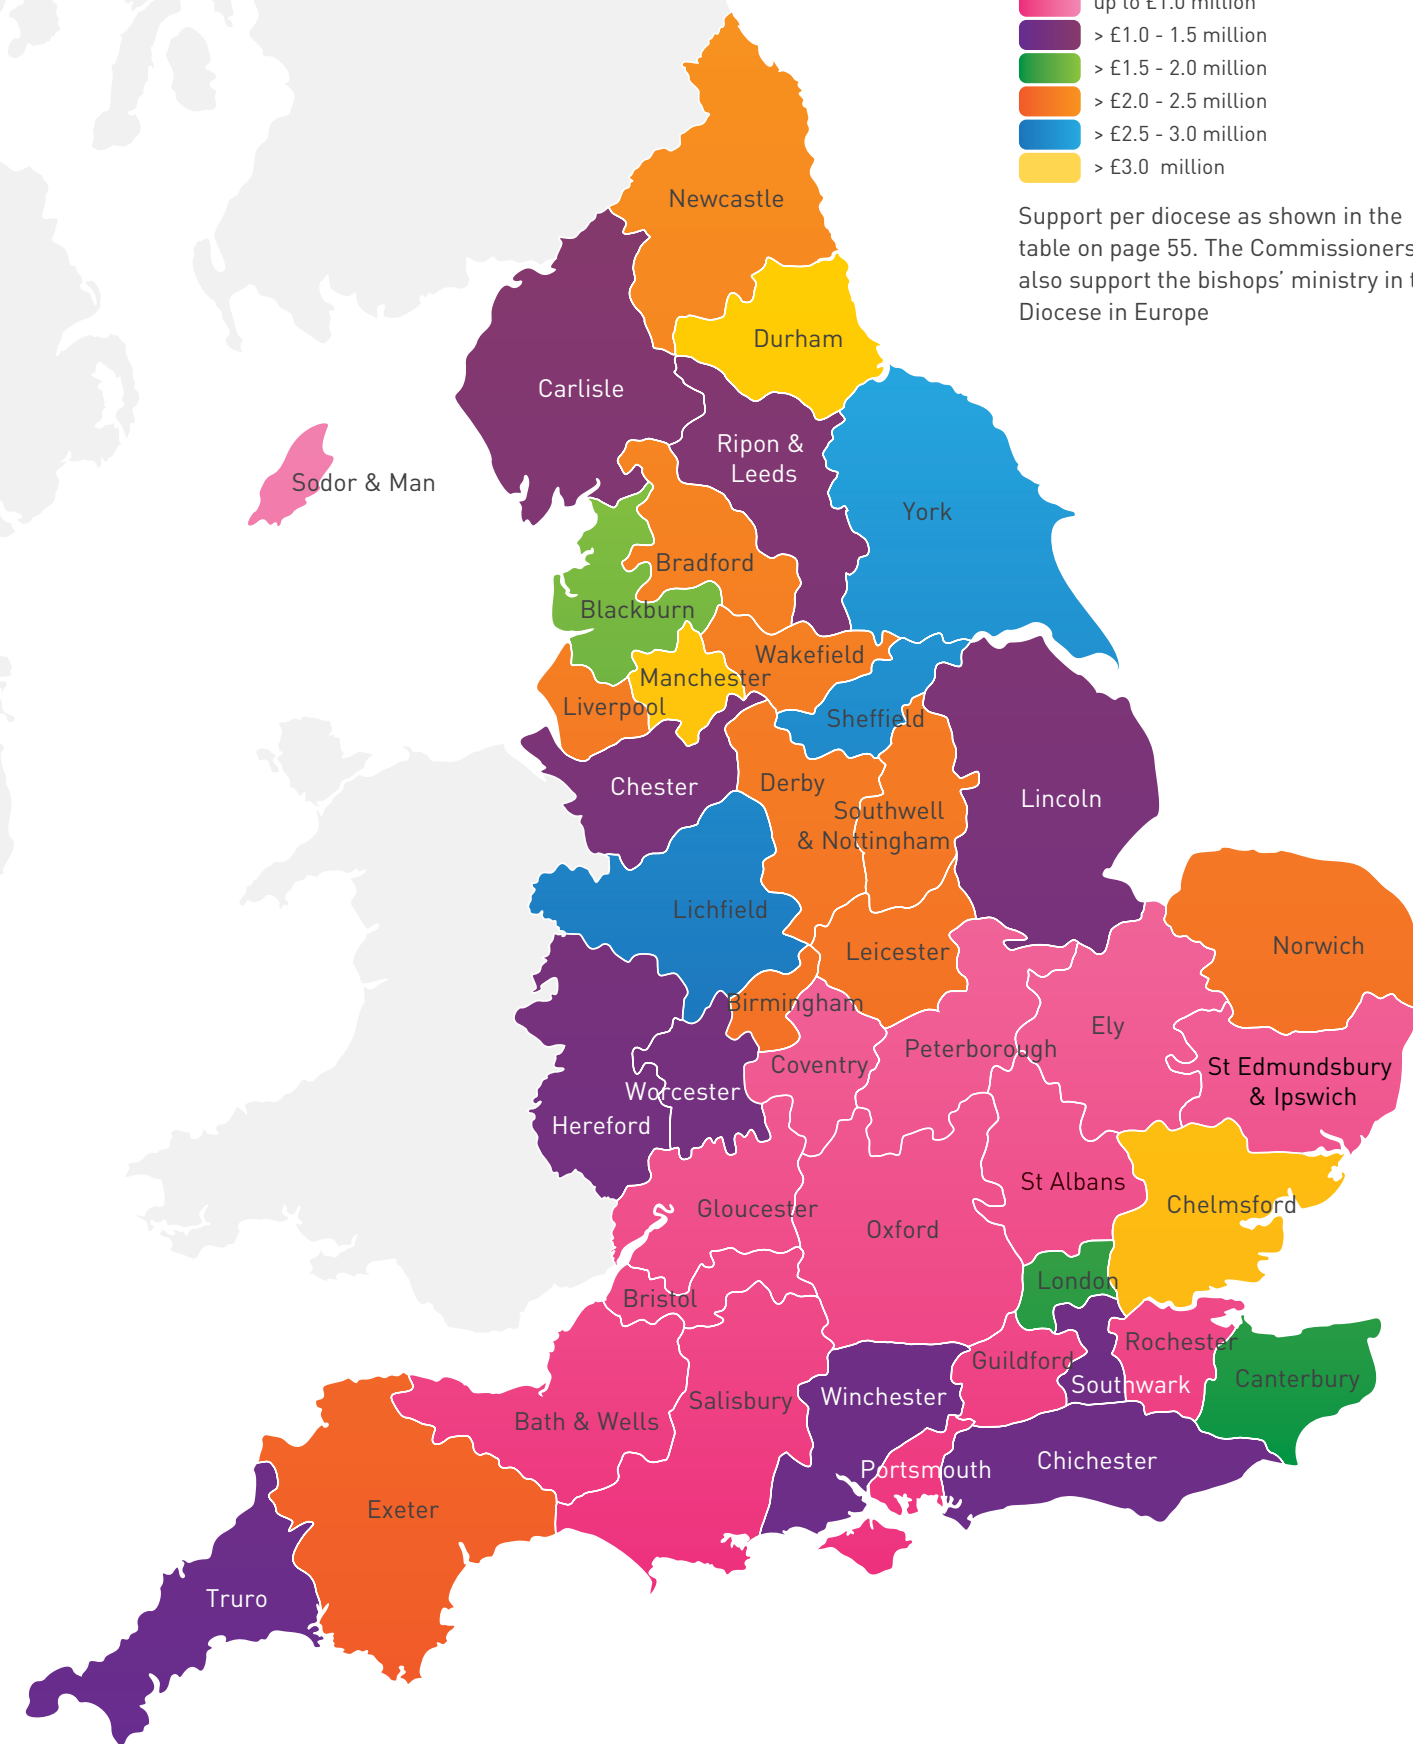 up to £1.0 million
> £1.0 - 1.5 million
> £1.5 - 2.0 million
> £2.0 - 2.5 million
> £2.5 - 3.0 million
> £3.0 million
Support per diocese as shown in the
table on page 55. The Commissioners
also support the bishops’ ministry in
Diocese in Europe
Newcastle
Durham
Carlisle
Ripon &
Leeds
Sodor & Man
York
Bradford
Blackburn
Wakefield
Manchester
Liverpool
Sheffield
Chester
Derby
Lincoln
Southwell
& Nottingham
Lichfield
Leicester
Norwich
Birmingham
Ely
Peterborough
Coventry
St Edmundsbury
& Ipswich
Worcester
Hereford
St Albans
Chelmsford
Gloucester
Oxford
London
Bristol
Rochester
Guildford
Canterbury
Southwark
Winchester
Salisbury
Bath & Wells
Chichester
Portsmouth
Exeter
Truro